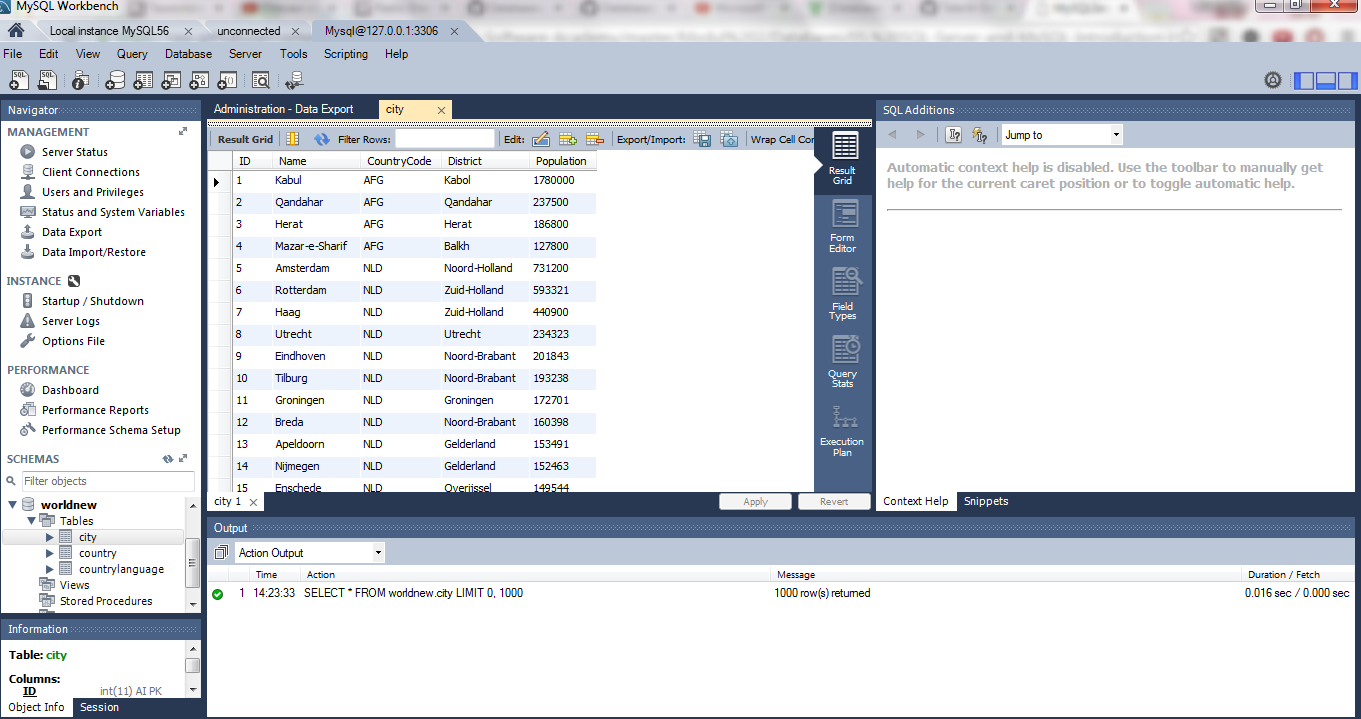 MySQL Workbench
Local instance MySQL56 unconnected Mysql@127.0.0.1:3306
File Edit View Query Database Server Tools Scripting Help
Navigator
MANAGEMENT
Server Status
Client Connections
Users and Privileges
Status and System Variables
Data Export
Data Import/Restore
INSTANCE
Startup / Shutdown
Server Logs
Options File
PERFORMANCE
Dashboard
Performance Reports
Performance Schema Setup
SCHEMAS
Filter objects
worldnew
Tables
city
country
countrylanguage
Views
Stored Procedures
Information
Table: city
Columns:
ID int(11) AI PK
Object Info Session
Administration - Data Export city
Result Grid Filter Rows: Edit: Export/Import: Wrap Cell Cor
ID Name CountryCode District Population
1 Kabul AFG Kabol 1780000
2 Qandahar AFG Qandahar 237500
3 Herat AFG Herat 186800
4 Mazar-e-Sharif AFG Balkh 127800
5 Amsterdam NLD Noord-Holland 731200
6 Rotterdam NLD Zuid-Holland 593321
7 Haag NLD Zuid-Holland 440900
8 Utrecht NLD Utrecht 234323
9 Eindhoven NLD Noord-Brabant 201843
10 Tilburg NLD Noord-Brabant 193238
11 Groningen NLD Groningen 172701
12 Breda NLD Noord-Brabant 160398
13 Apeldoorn NLD Gelderland 153491
14 Nijmegen NLD Gelderland 152463
15 Enschede NLD Overijssel 149544
Result
Grid
Form
Editor
Field
Types
Query
Stats
Execution
Plan
city 1 Apply Revert
SQL Additions
Jump to
Automatic context help is disabled. Use the toolbar to manually get
help for the current caret position or to toggle automatic help.
Context Help Snippets
Output
Action Output
Time Action Message Duration / Fetch
1 14:23:33 SELECT * FROM worldnew.city LIMIT 0, 1000 1000 row(s) returned 0.016 sec / 0.000 sec